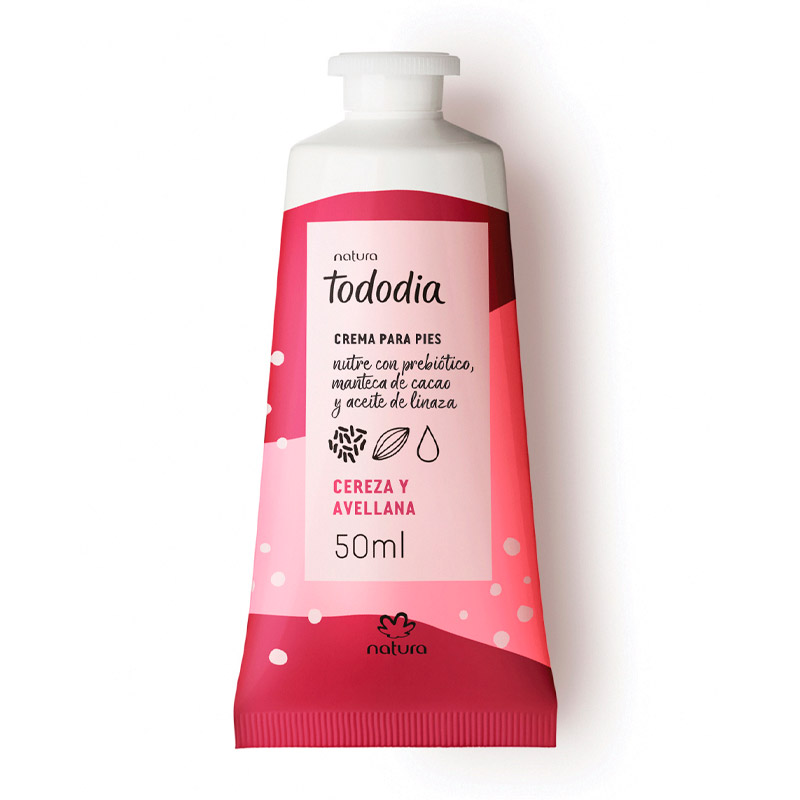 natura
Tododia
CREMA PARA PIES
nutre con prebiótico,
manteca de cacao
y aceite de linaza
CEREZA Y
AVELLANA
50ml
natura